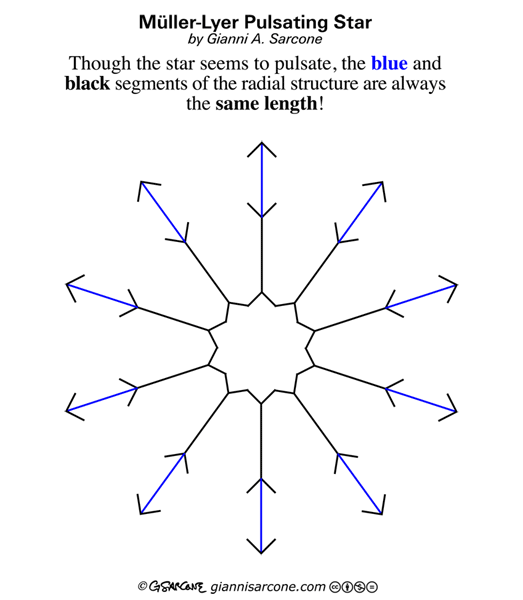 Müller-Lyer Pulsating Star
by Gianni A. Sarcone
Though the star seems to pulsate, the blue and
black segments of the radial structure are always
the same length!
© GSARCONE giannisarcone.com